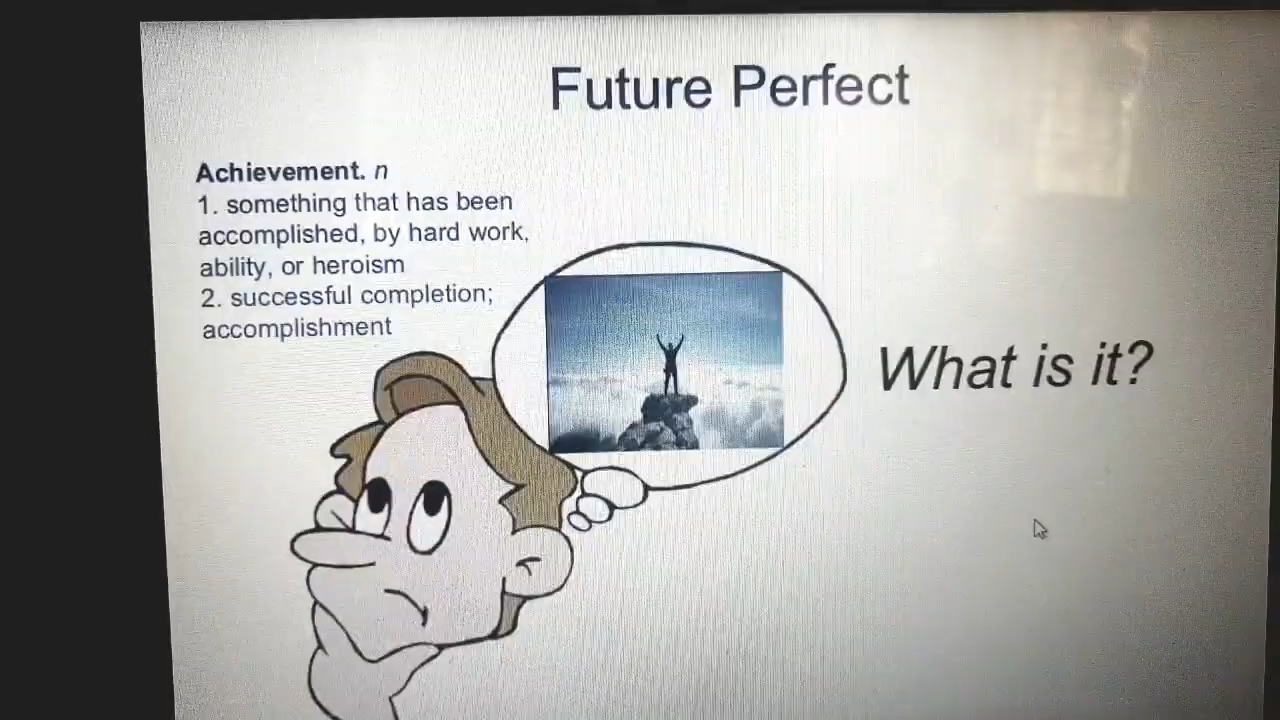 Future Perfect
Achievement. n
1. something that has been
accomplished, by hard work,
ability, or heroism
2. successful completion;
accomplishment
What is it?